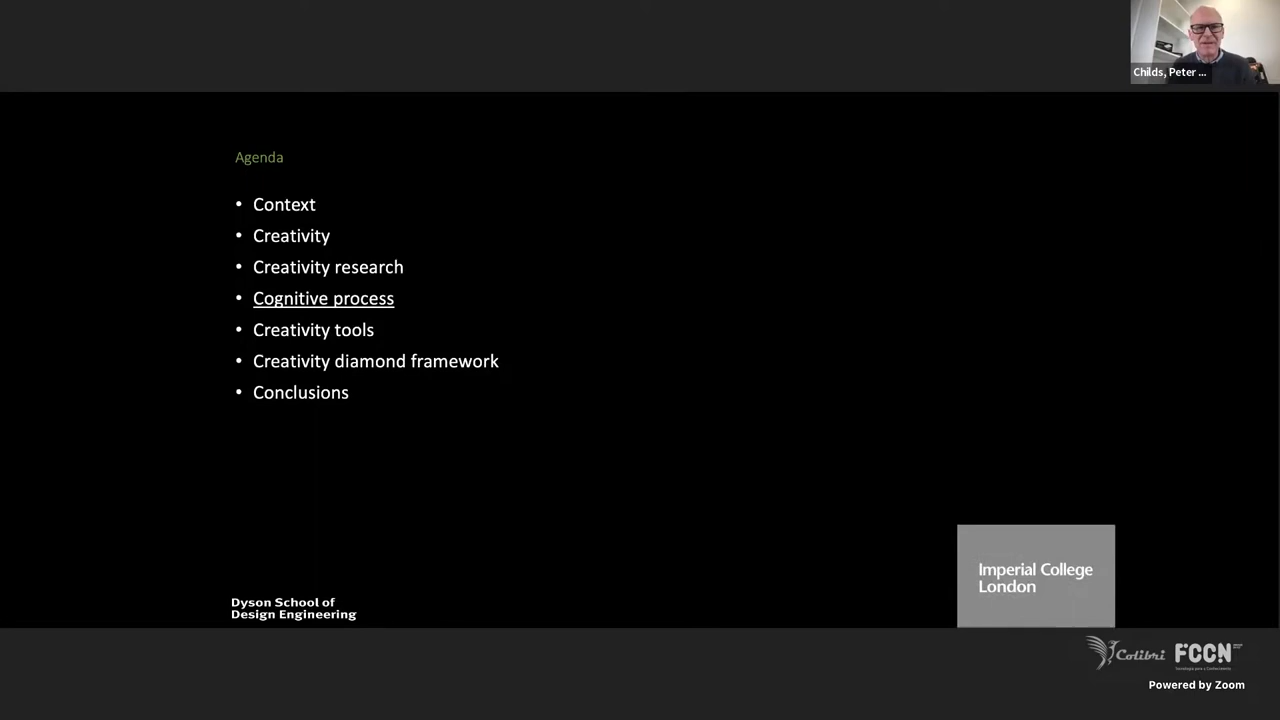 Childs, Peter ...
Agenda
• Context
• Creativity
• Creativity research
• Cognitive process
• Creativity tools
• Creativity diamond framework
• Conclusions
Imperial College
London
Dyson School of
Design Engineering
Colibri FCCN
Powered by Zoom